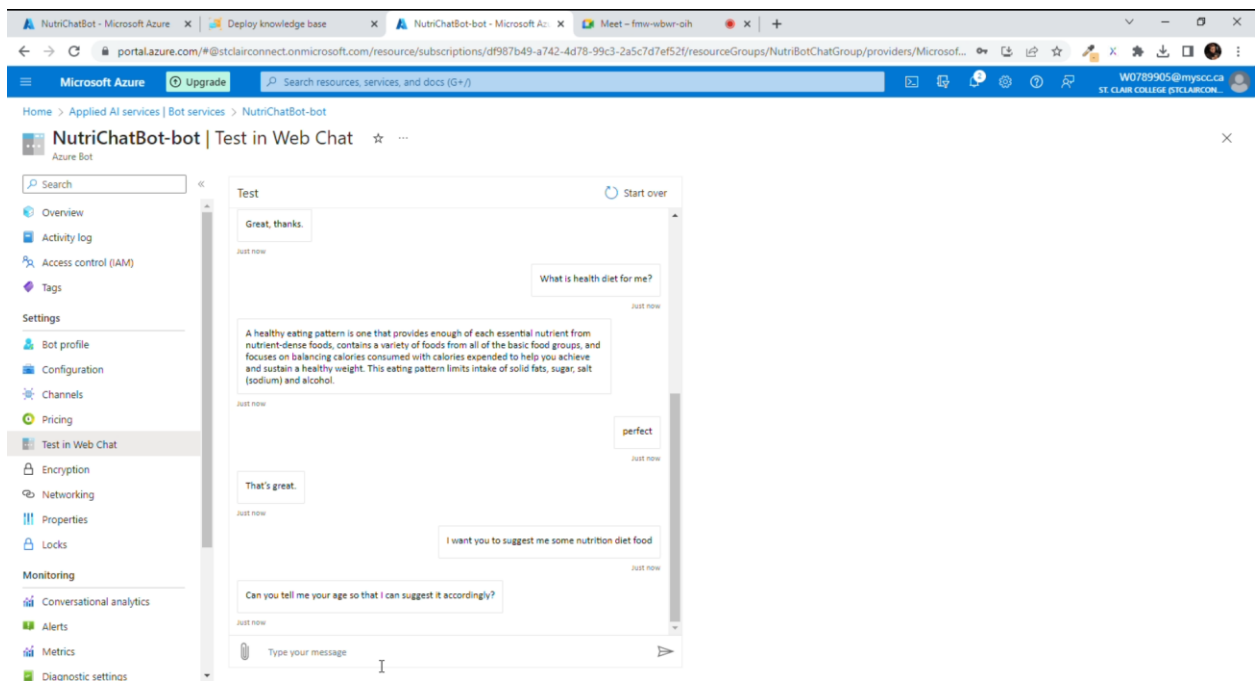 NutriChatBot - Microsoft Azure
Deploy knowledge base
NutriChatBot-bot - Microsoft Az
Meet – fmw-wbwr-oih
portal.azure.com/#@stclairconnect.onmicrosoft.com/resource/subscriptions/df987b49-a742-4d78-99c3-2a5c7d7ef52f/resourceGroups/NutriBotChatGroup/providers/Microsof...
Microsoft Azure
Upgrade
Search resources, services, and docs (G+/)
2
W0789905@myscc.ca
ST. CLAIR COLLEGE (STCLAIRCON...
Home > Applied AI services | Bot services > NutriChatBot-bot
NutriChatBot-bot | Test in Web Chat
Azure Bot
Search
Overview
Activity log
Access control (IAM)
Tags
Settings
Bot profile
Configuration
Channels
Pricing
Test in Web Chat
Encryption
Networking
Properties
Locks
Monitoring
Conversational analytics
Alerts
Metrics
Diagnostic settings
Test
Start over
Great, thanks.
Just now
What is health diet for me?
Just now
A healthy eating pattern is one that provides enough of each essential nutrient from
nutrient-dense foods, contains a variety of foods from all of the basic food groups, and
focuses on balancing calories consumed with calories expended to help you achieve
and sustain a healthy weight. This eating pattern limits intake of solid fats, sugar, salt
(sodium) and alcohol.
Just now
perfect
Just now
That's great.
Just now
I want you to suggest me some nutrition diet food
Just now
Can you tell me your age so that I can suggest it accordingly?
Just now
Type your message